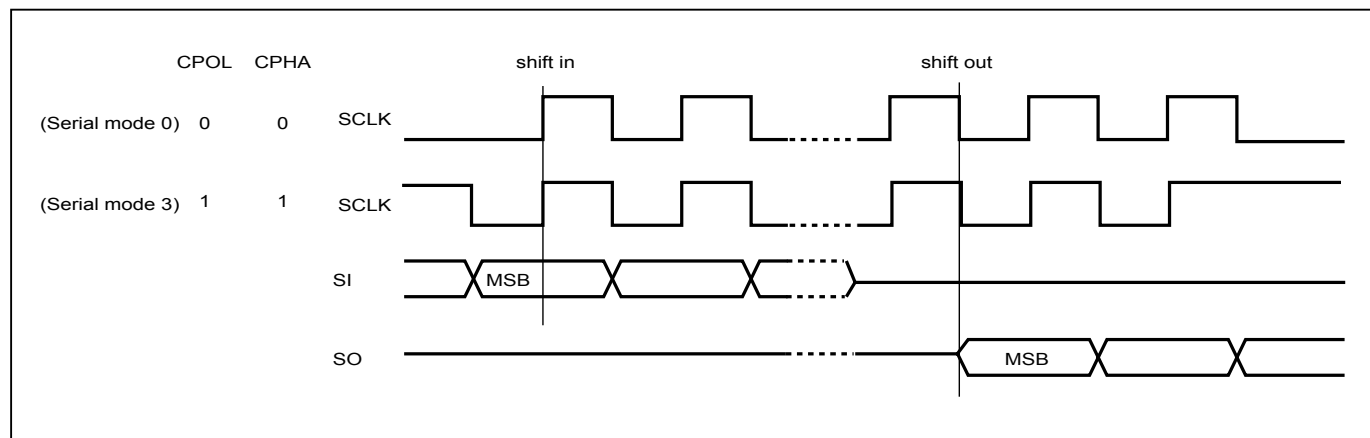 CPOL CPHA shift in shift out
(Serial mode 0) 0 0 SCLK
(Serial mode 3) 1 1 SCLK
SI MSB
SO MSB